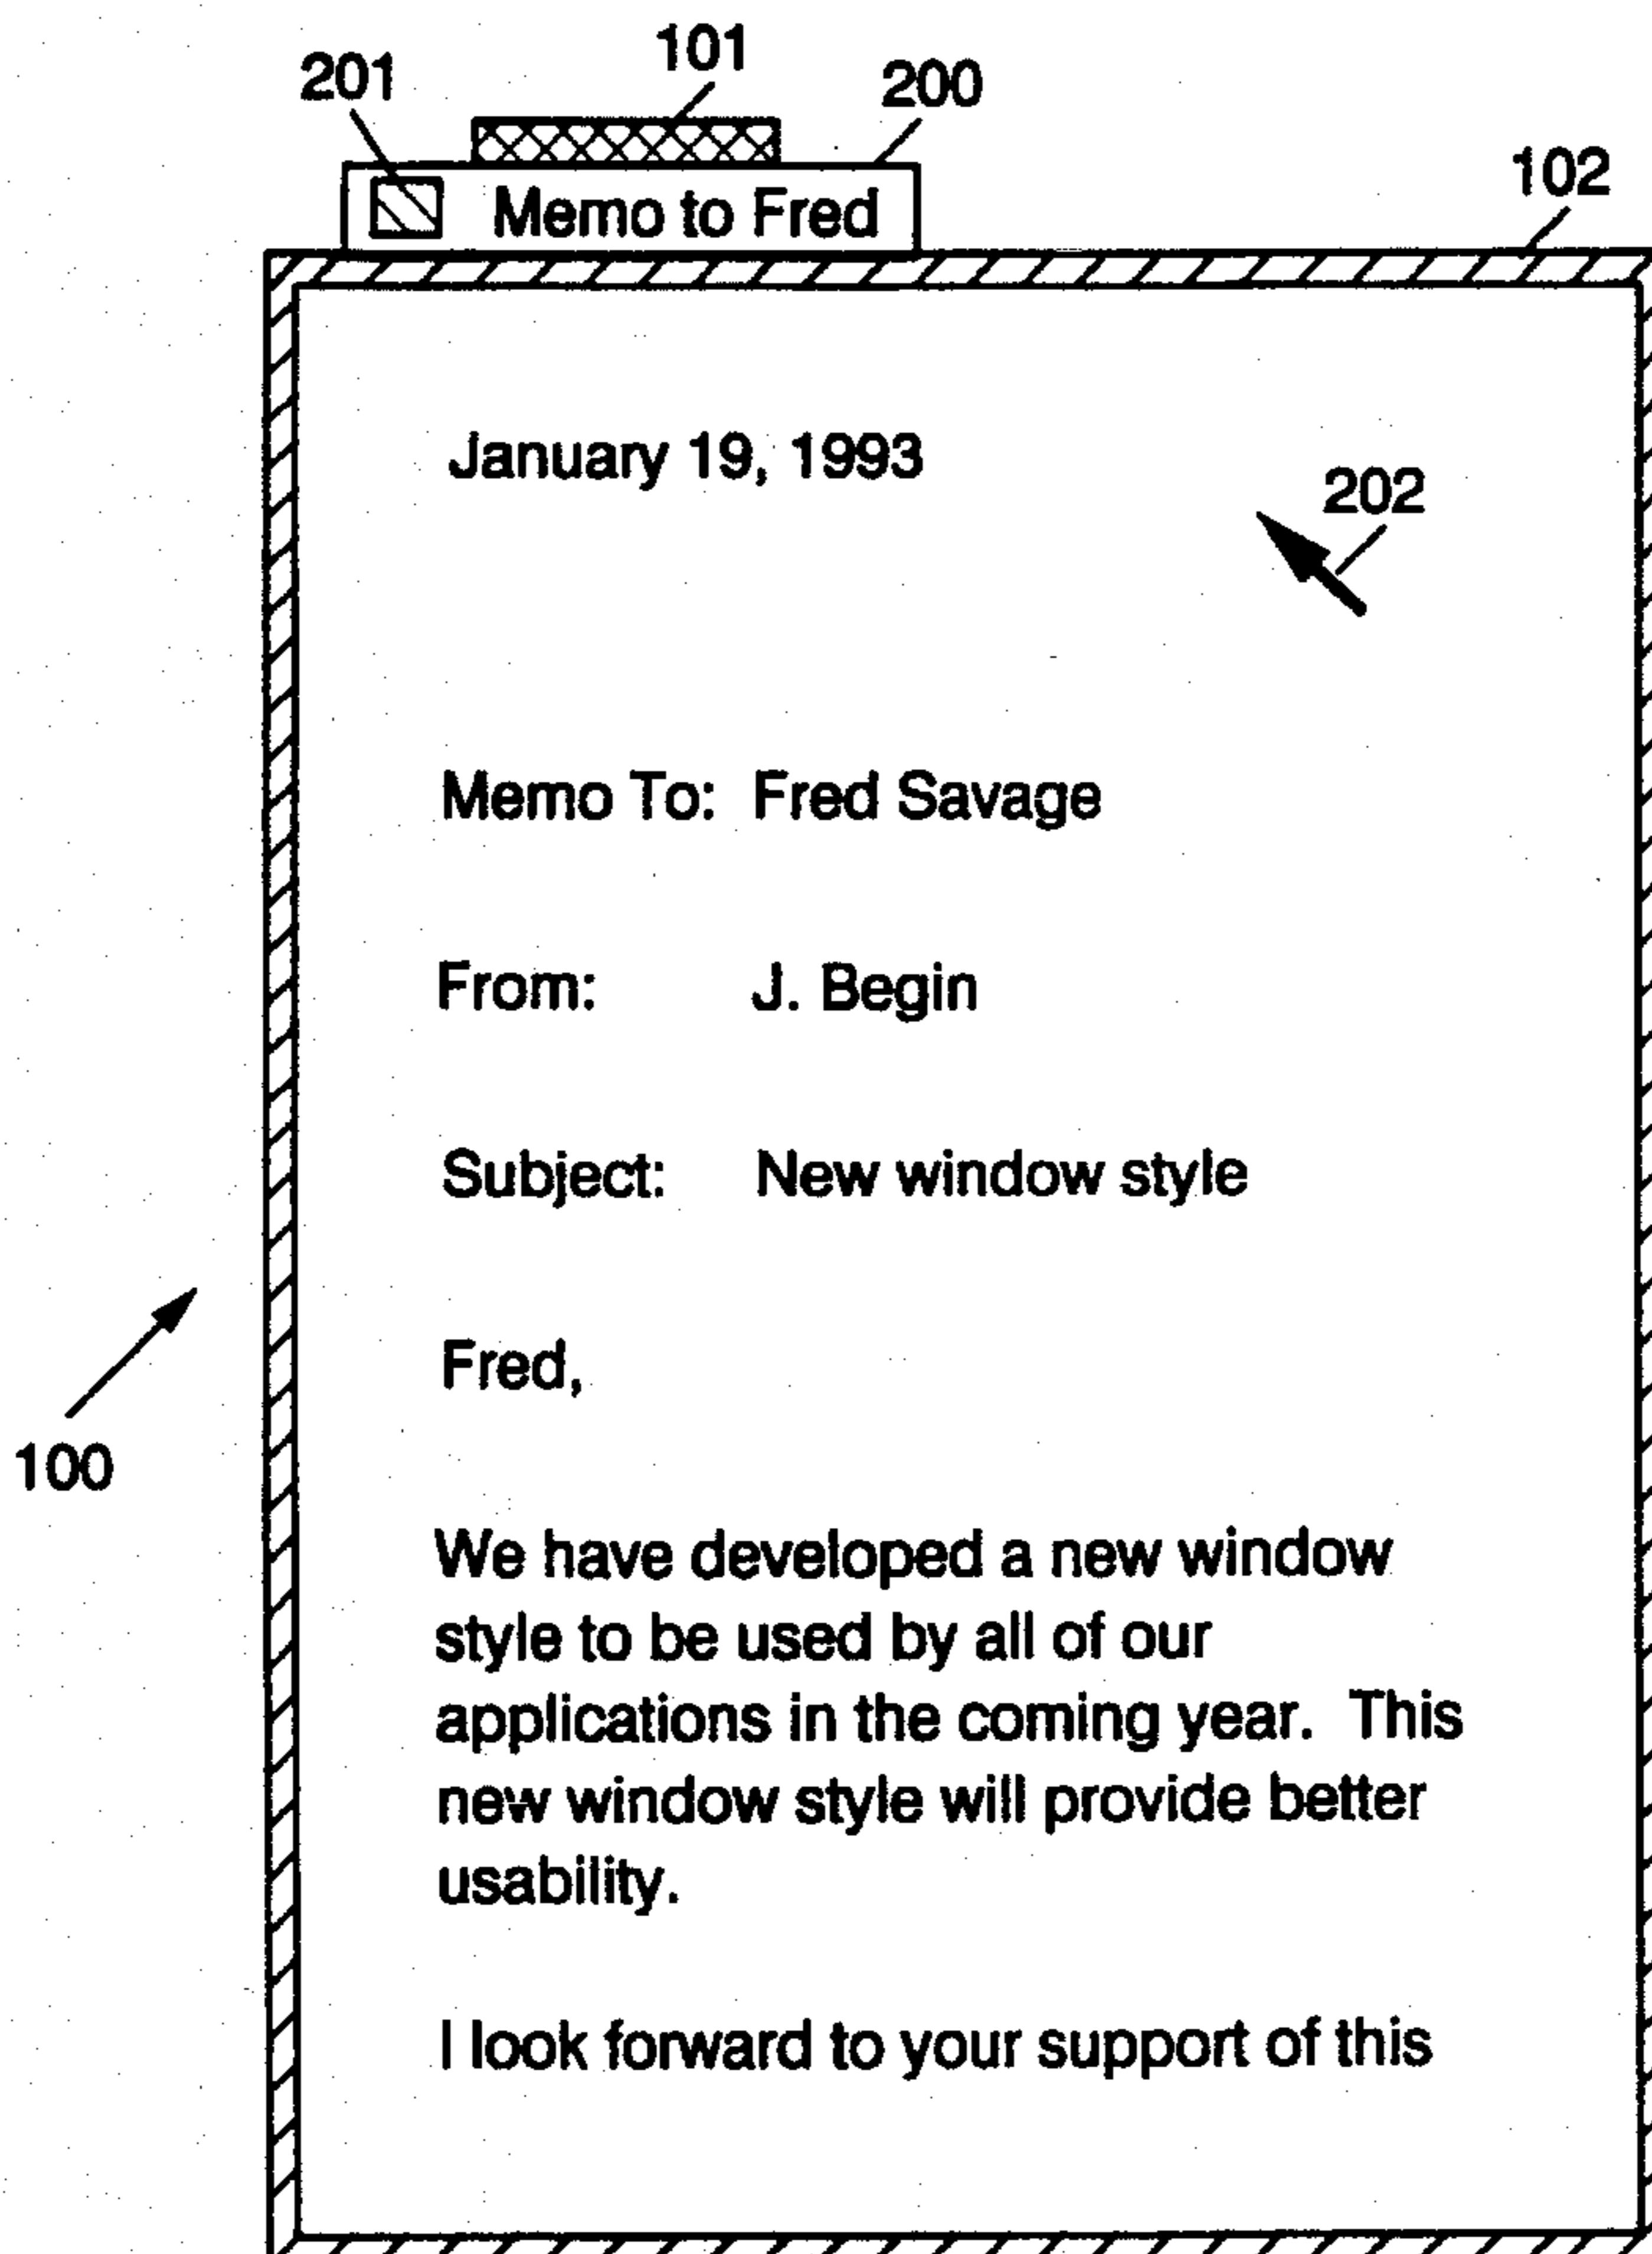 101
201
200
102
Memo to Fred
January 19, 1993
202
Memo To: Fred Savage
From: J. Begin
Subject: New window style
Fred,
100
We have developed a new window
style to be used by all of our
applications in the coming year. This
new window style will provide better
usability.
I look forward to your support of this